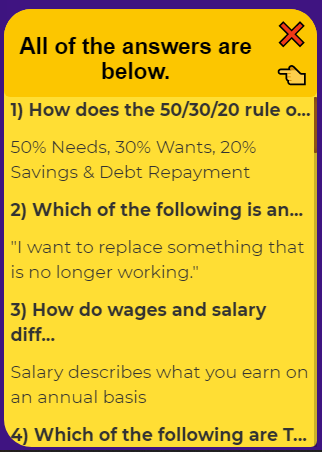 All of the answers are
below.
1) How does the 50/30/20 rule o...
50% Needs, 30% Wants, 20%
Savings & Debt Repayment
2) Which of the following is an...
"I want to replace something that
is no longer working."
3) How do wages and salary
diff...
Salary describes what you earn on
an annual basis
4) Which of the following are T...